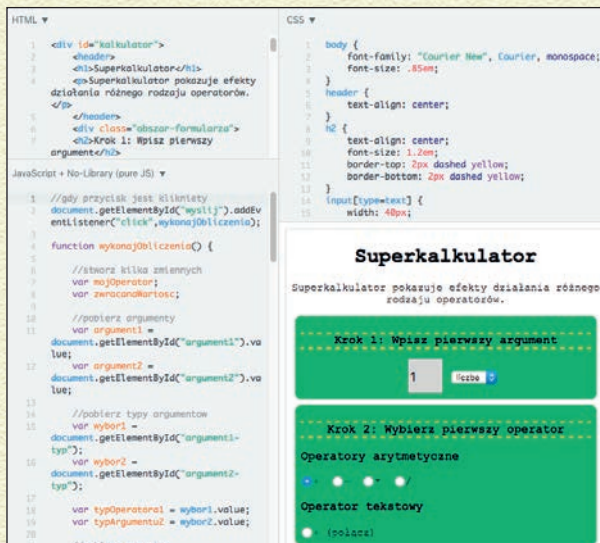 HTML ▼
<div id="kalkulator">
<header>
<h1>Superkalkulator</h1>
<p>Superkalkulator pokazuje efekty
działania różnego rodzaju operatorów.
</p>
</header>
<div class="obszar-formularza">
<h2>Krok 1: Wpisz pierwszy
argument</h2>
JavaScript + No-Library (pure JS) ▼
//gdy przycisk jest klikniety
document.getElementById("myslij").addEv
entListener("click",wykonajObliczenia);
function wykonajObliczenia() {
//stworz kilka zmiennych
var mojOperator;
var zwracanaWartosc;
//pobierz argumenty
var argument1 =
document.getElementById("argument1").va
lue;
var argument2 =
document.getElementById("argument2").va
lue;
//pobierz typy argumentow
var wybor1 =
document.getElementById("argument1-
typ");
var wybor2 =
document.getElementById("argument2-
typ");
var typOperatora1 = wybor1.value;
var typArgumentu2 = wybor2.value;
CSS ▼
body {
font-family: "Courier New", Courier, monospace;
font-size: .85em;
}
header {
text-align: center;
}
h2 {
text-align: center;
font-size: 1.2em;
border-top: 2px dashed yellow;
border-bottom: 2px dashed yellow;
}
input[type=text] {
width: 40px;
Superkalkulator
Superkalkulator pokazuje efekty działania różnego
rodzaju operatorów.
Krok 1: Wpisz pierwszy argument
1 liczba
Krok 2: Wybierz pierwszy operator
Operatory arytmetyczne
+ - * /
Operator tekstowy
+ (połącz)